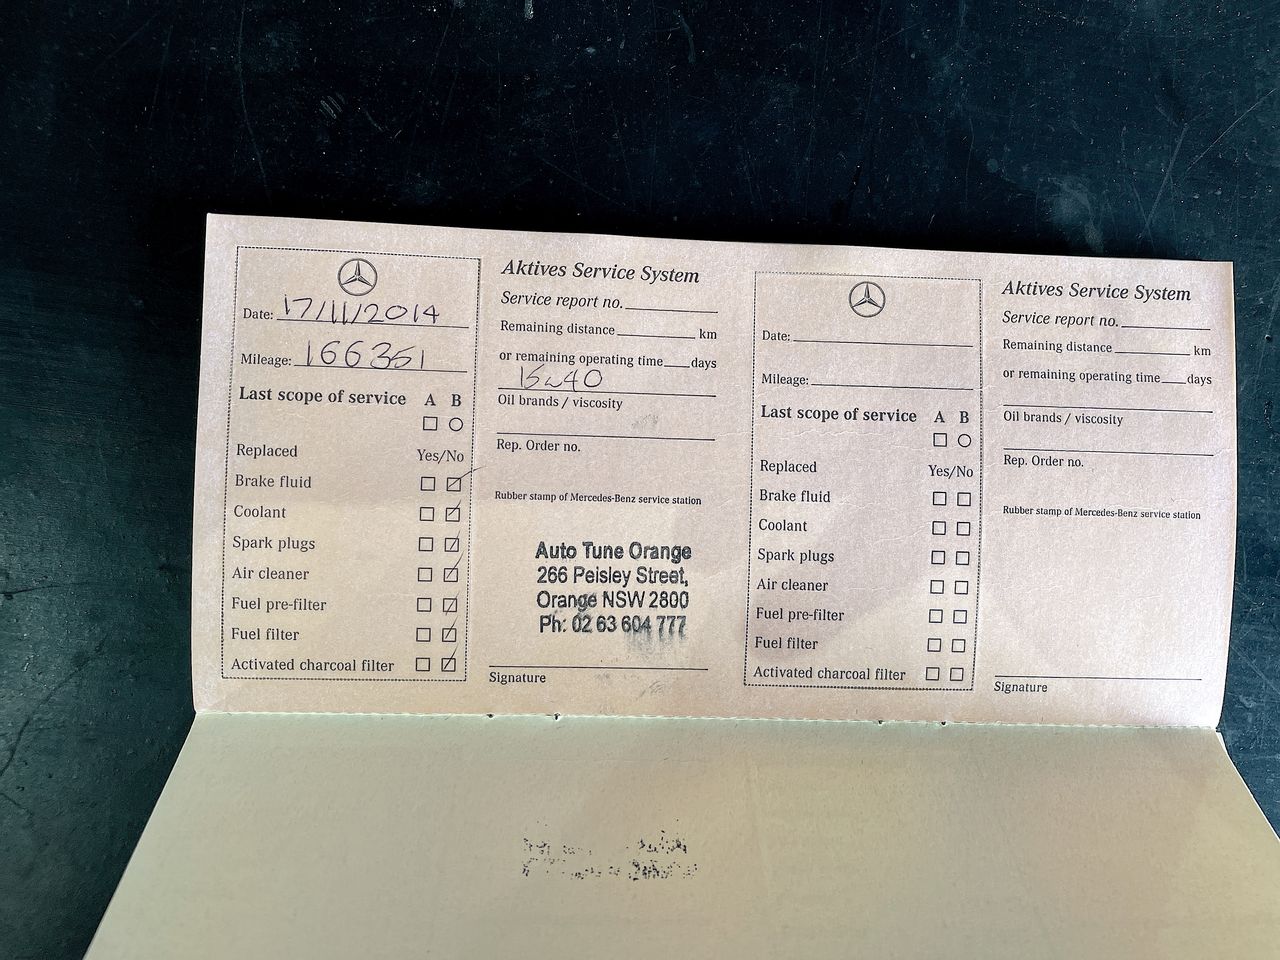 Date: 17/11/2014
Mileage: 166351
Last scope of service A B
Replaced Yes/No
Brake fluid
Coolant
Spark plugs
Air cleaner
Fuel pre-filter
Fuel filter
Activated charcoal filter
Aktives Service System
Service report no.
Remaining distance km
or remaining operating time days
15w40
Oil brands / viscosity
Rep. Order no.
Rubber stamp of Mercedes-Benz service station
Auto Tune Orange
266 Peisley Street,
Orange NSW 2800
Ph: 02 63 604 777
Signature
Date:
Mileage:
Last scope of service A B
Replaced Yes/No
Brake fluid
Coolant
Spark plugs
Air cleaner
Fuel pre-filter
Fuel filter
Activated charcoal filter
Aktives Service System
Service report no.
Remaining distance km
or remaining operating time days
Oil brands / viscosity
Rep. Order no.
Rubber stamp of Mercedes-Benz service station
Signature